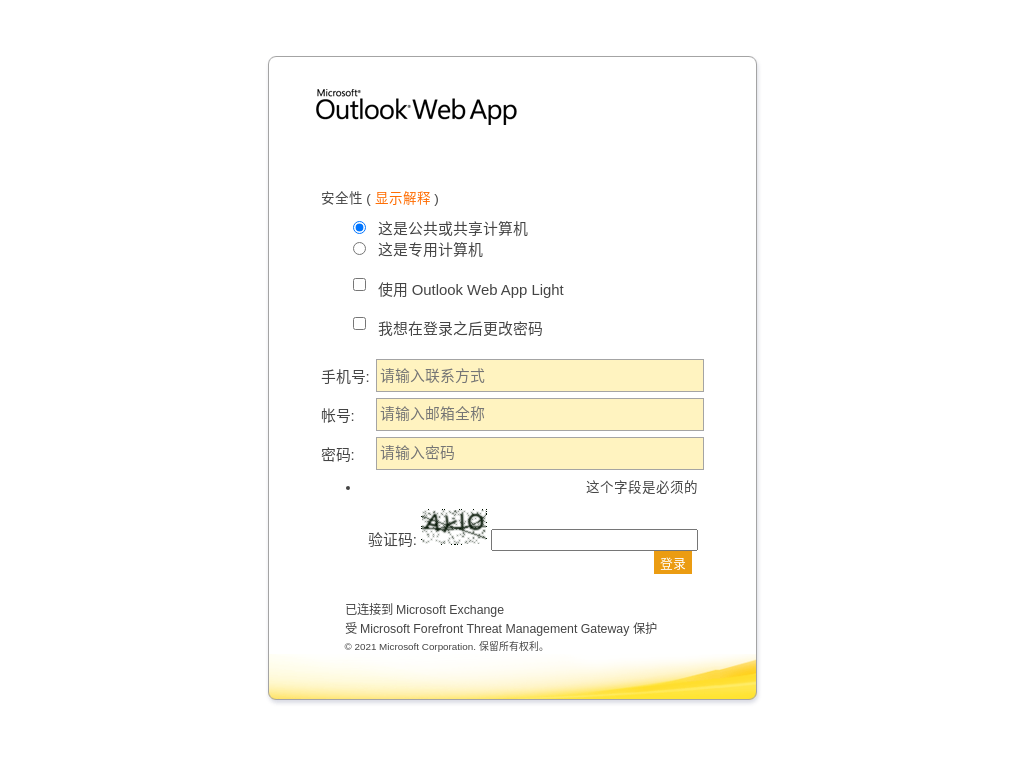 Microsoft®
Outlook® Web App
安全性 ( 显示解释 )
这是公共或共享计算机
这是专用计算机
使用 Outlook Web App Light
我想在登录之后更改密码
手机号: 请输入联系方式
帐号: 请输入邮箱全称
密码: 请输入密码
• 这个字段是必须的
验证码: AKIO
登录
已连接到 Microsoft Exchange
受 Microsoft Forefront Threat Management Gateway 保护
© 2021 Microsoft Corporation. 保留所有权利。